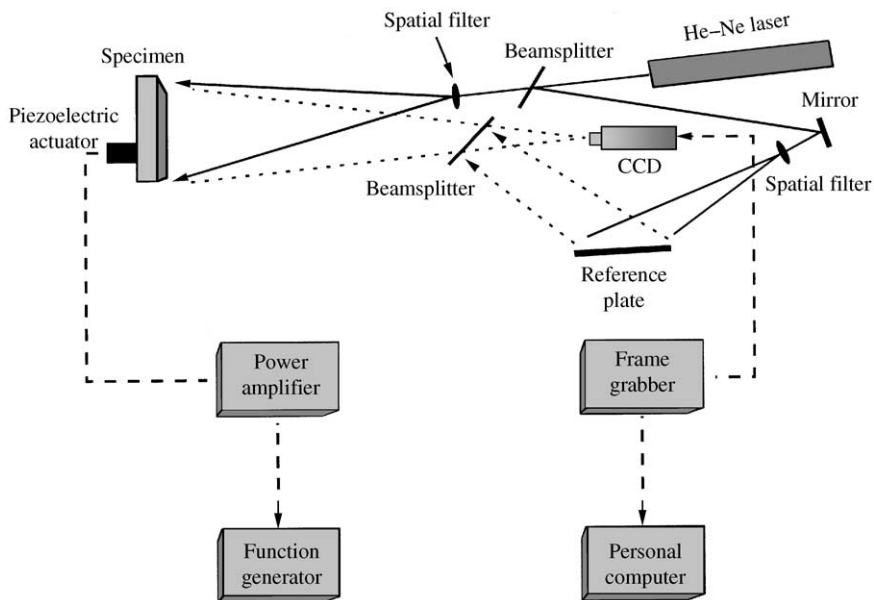 Spatial
filter
Beamsplitter
He–Ne laser
Specimen
Mirror
Piezoelectric
actuator
CCD
Beamsplitter
Spatial filter
Reference
plate
Power
amplifier
Frame
grabber
Function
generator
Personal
computer